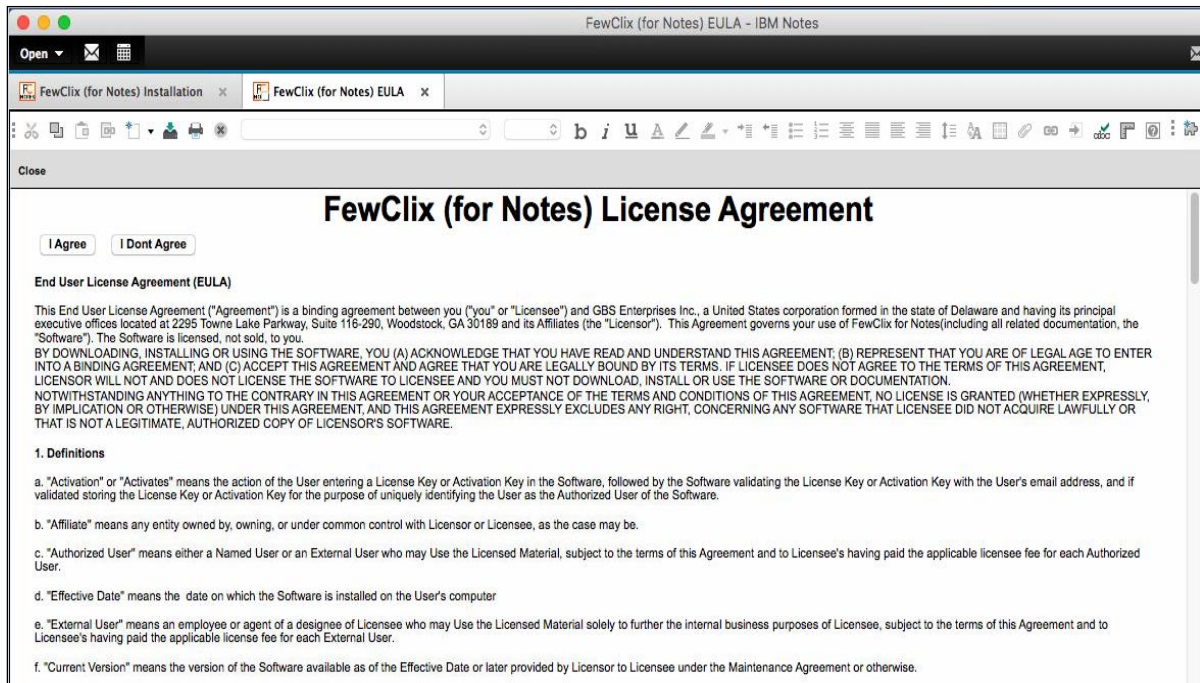 FewClix (for Notes) EULA - IBM Notes
Open
FewClix (for Notes) Installation
FewClix (for Notes) EULA
b i u A
abc
Close
FewClix (for Notes) License Agreement
I Agree I Dont Agree
End User License Agreement (EULA)
This End User License Agreement ("Agreement") is a binding agreement between you ("you" or "Licensee") and GBS Enterprises Inc., a United States corporation formed in the state of Delaware and having its principal
executive offices located at 2295 Towne Lake Parkway, Suite 116-290, Woodstock, GA 30189 and its Affiliates (the "Licensor"). This Agreement governs your use of FewClix for Notes(including all related documentation, the
"Software"). The Software is licensed, not sold, to you.
BY DOWNLOADING, INSTALLING OR USING THE SOFTWARE, YOU (A) ACKNOWLEDGE THAT YOU HAVE READ AND UNDERSTAND THIS AGREEMENT; (B) REPRESENT THAT YOU ARE OF LEGAL AGE TO ENTER
INTO A BINDING AGREEMENT; AND (C) ACCEPT THIS AGREEMENT AND AGREE THAT YOU ARE LEGALLY BOUND BY ITS TERMS. IF LICENSEE DOES NOT AGREE TO THE TERMS OF THIS AGREEMENT,
LICENSOR WILL NOT AND DOES NOT LICENSE THE SOFTWARE TO LICENSEE AND YOU MUST NOT DOWNLOAD, INSTALL OR USE THE SOFTWARE OR DOCUMENTATION.
NOTWITHSTANDING ANYTHING TO THE CONTRARY IN THIS AGREEMENT OR YOUR ACCEPTANCE OF THE TERMS AND CONDITIONS OF THIS AGREEMENT, NO LICENSE IS GRANTED (WHETHER EXPRESSLY,
BY IMPLICATION OR OTHERWISE) UNDER THIS AGREEMENT, AND THIS AGREEMENT EXPRESSLY EXCLUDES ANY RIGHT, CONCERNING ANY SOFTWARE THAT LICENSEE DID NOT ACQUIRE LAWFULLY OR
THAT IS NOT A LEGITIMATE, AUTHORIZED COPY OF LICENSOR'S SOFTWARE.
1. Definitions
a. "Activation" or "Activates" means the action of the User entering a License Key or Activation Key in the Software, followed by the Software validating the License Key or Activation Key with the User's email address, and if
validated storing the License Key or Activation Key for the purpose of uniquely identifying the User as the Authorized User of the Software.
b. "Affiliate" means any entity owned by, owning, or under common control with Licensor or Licensee, as the case may be.
c. "Authorized User" means either a Named User or an External User who may Use the Licensed Material, subject to the terms of this Agreement and to Licensee's having paid the applicable licensee fee for each Authorized
User.
d. "Effective Date" means the date on which the Software is installed on the User's computer
e. "External User" means an employee or agent of a designee of Licensee who may Use the Licensed Material solely to further the internal business purposes of Licensee, subject to the terms of this Agreement and to
Licensee's having paid the applicable license fee for each External User.
f. "Current Version" means the version of the Software available as of the Effective Date or later provided by Licensor to Licensee under the Maintenance Agreement or otherwise.